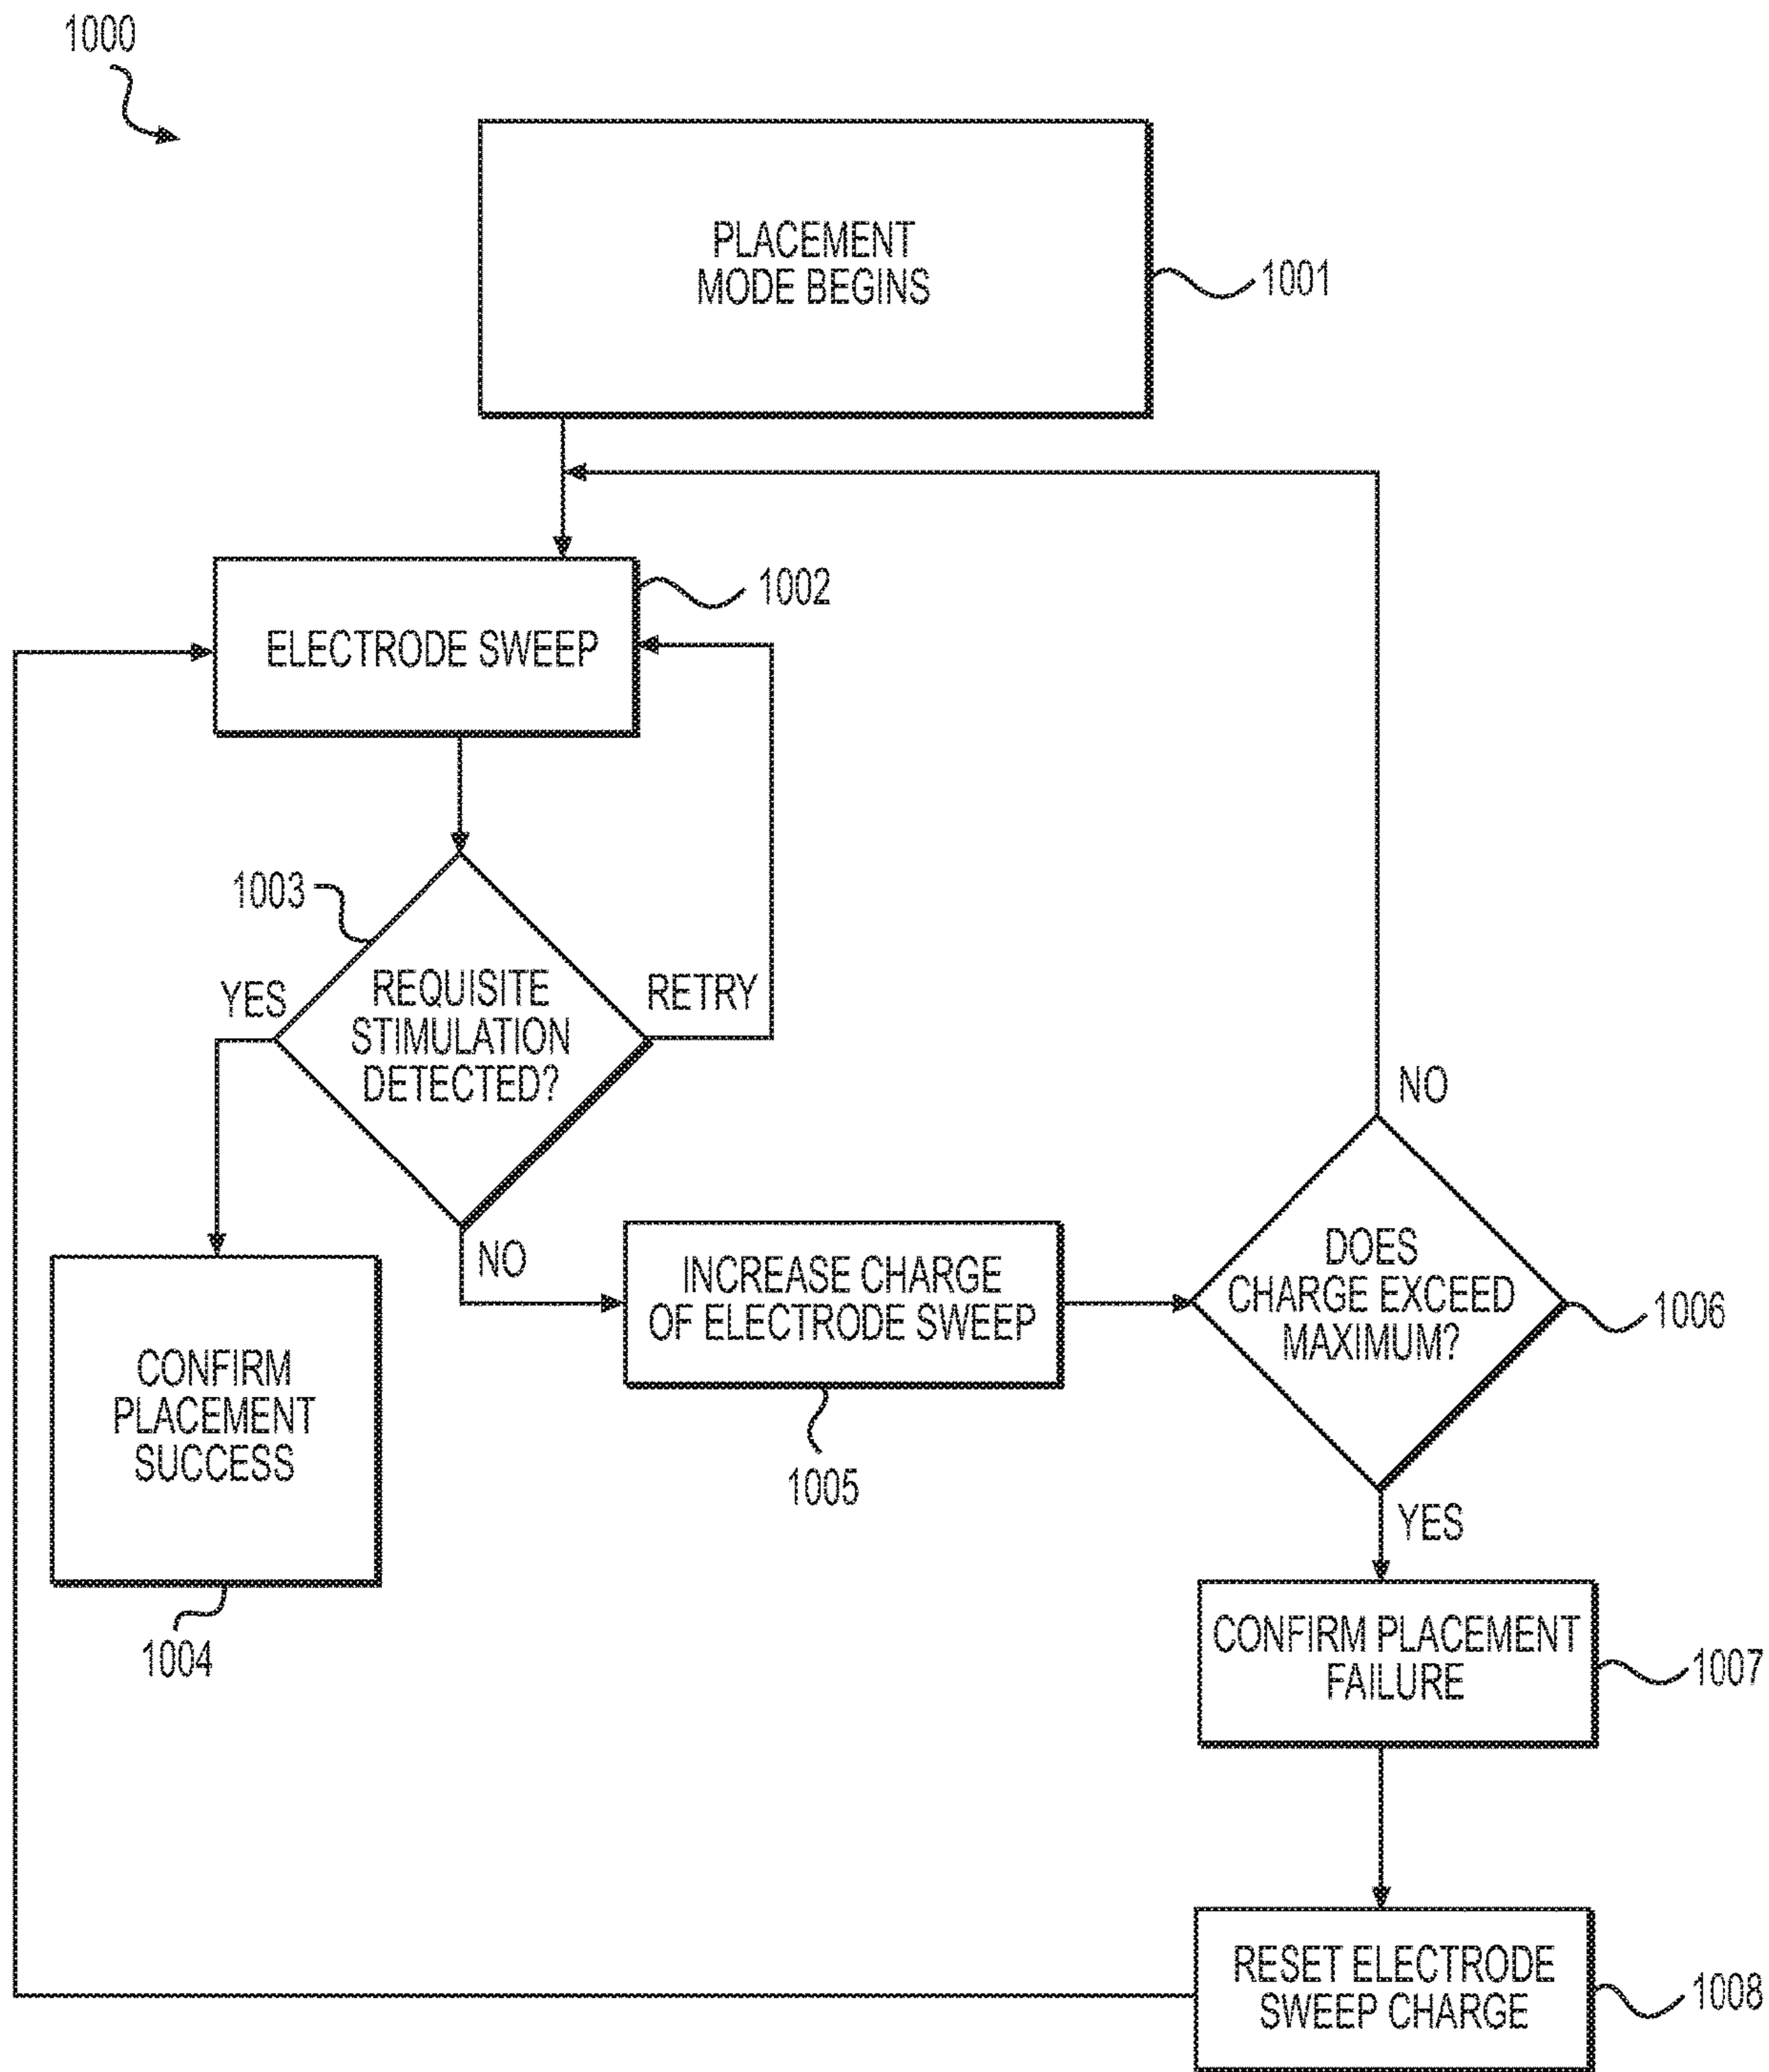 1000
PLACEMENT
MODE BEGINS
1001
1002
ELECTRODE SWEEP
1003
YES
REQUISITE
STIMULATION
DETECTED?
RETRY
NO
NO
INCREASE CHARGE
OF ELECTRODE SWEEP
1005
DOES
CHARGE EXCEED
MAXIMUM?
1006
CONFIRM
PLACEMENT
SUCCESS
1004
YES
CONFIRM PLACEMENT
FAILURE
1007
RESET ELECTRODE
SWEEP CHARGE
1008